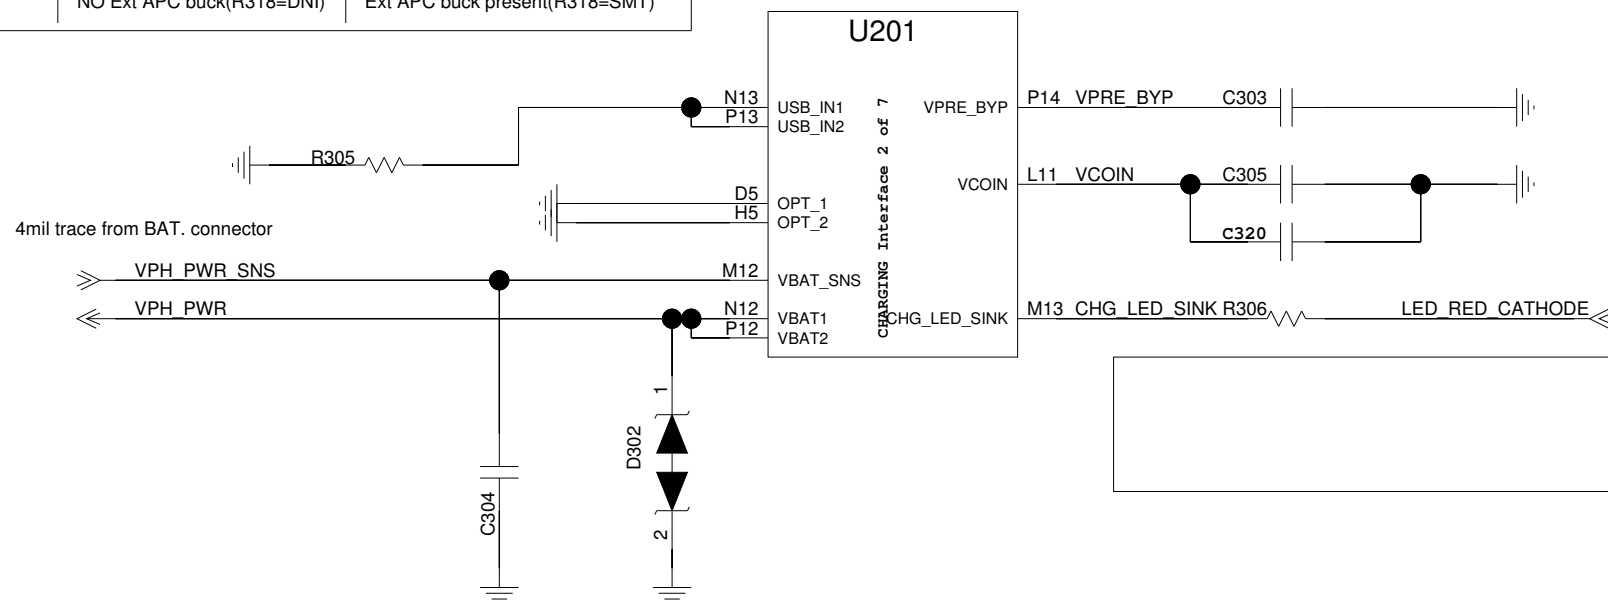 NO Ext APC buck(R318=DNI) Ext APC buck present(R318=SMT)
U201
N13 USB_IN1 VPRE_BYP P14 VPRE_BYP C303
P13 USB_IN2
R305
CHARGING Interface 2 of 7
VCOIN L11 VCOIN C305
D5 OPT_1
H5 OPT_2
4mil trace from BAT. connector
C320
VPH_PWR_SNS M12 VBAT_SNS
VPH_PWR N12 VBAT1 CHG_LED_SINK M13 CHG_LED_SINK R306 LED_RED_CATHODE
P12 VBAT2
1
D302
C304
2